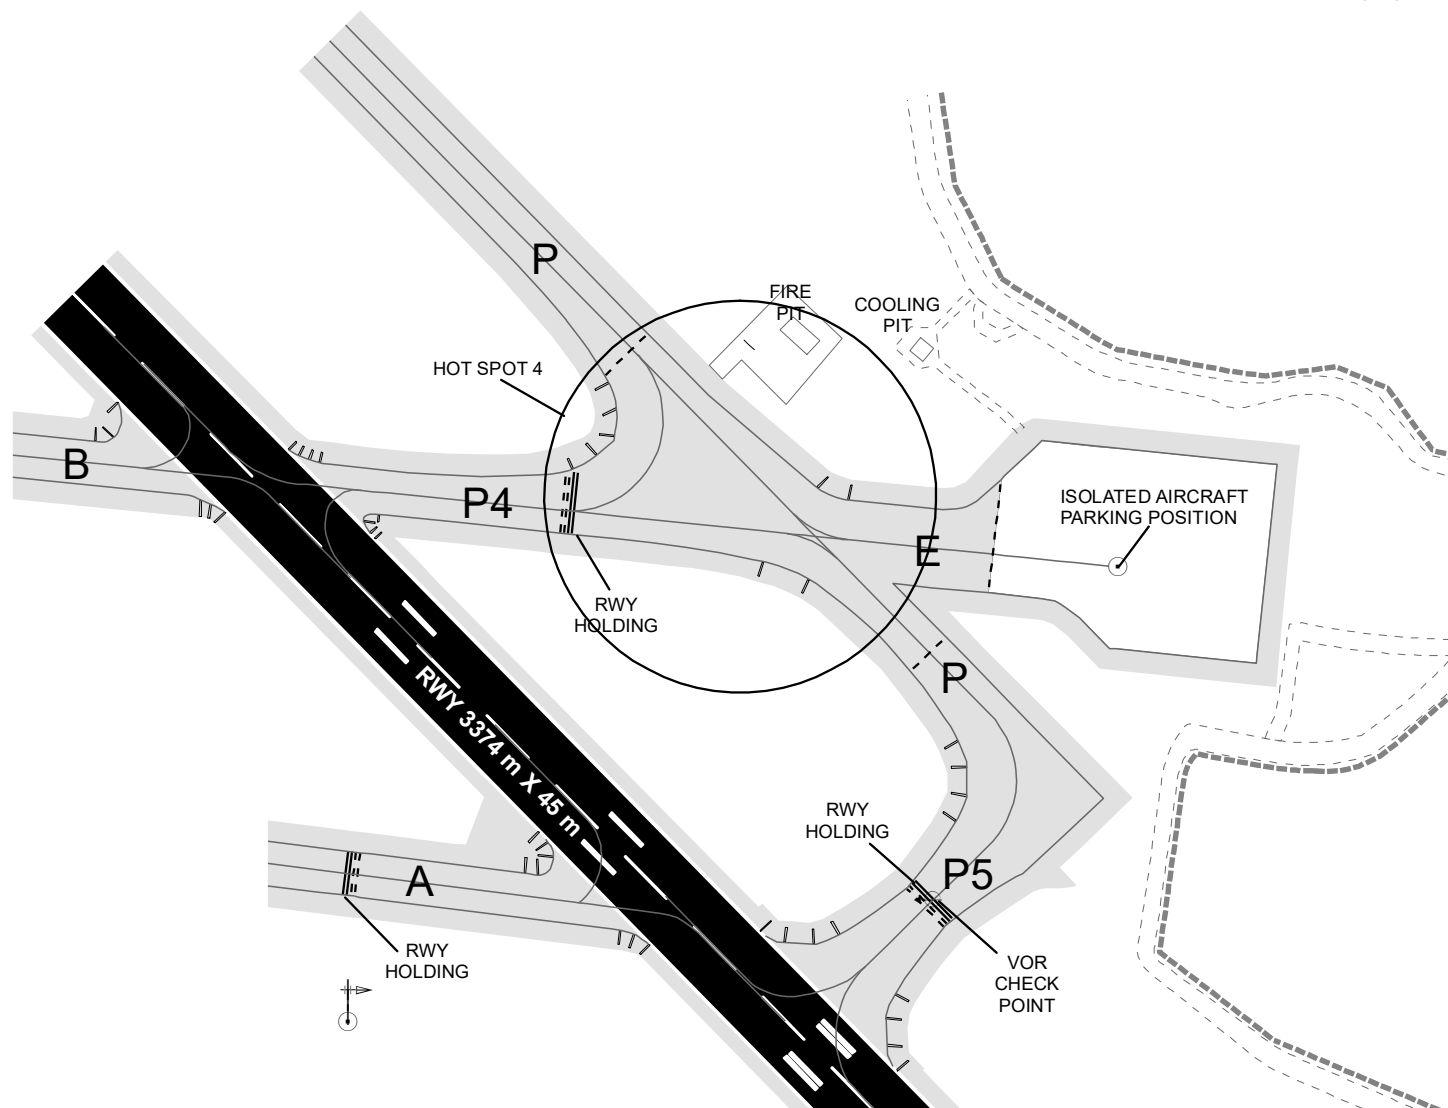 P
FIRE
PIT
COOLING
PIT
HOT SPOT 4
B
P4
ISOLATED AIRCRAFT
PARKING POSITION
E
RWY
HOLDING
P
RWY 3374 m X 45 m
RWY
HOLDING
A
P5
RWY
HOLDING
VOR
CHECK
POINT